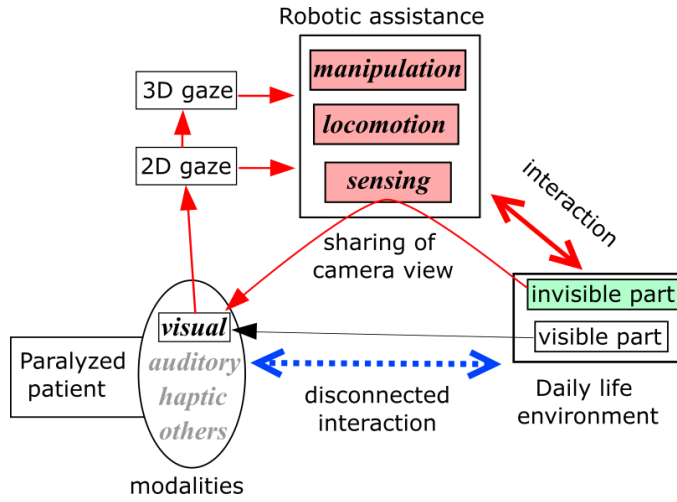 Robotic assistance
manipulation
3D gaze
locomotion
2D gaze
sensing
interaction
sharing of
camera view
invisible part
visual
visible part
Paralyzed
patient
auditory
haptic
others
disconnected
interaction
Daily life
environment
modalities